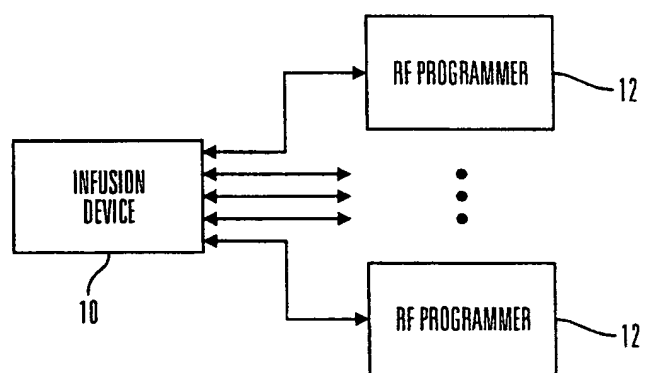 RF PROGRAMMER
12
INFUSION
DEVICE
10
RF PROGRAMMER
12